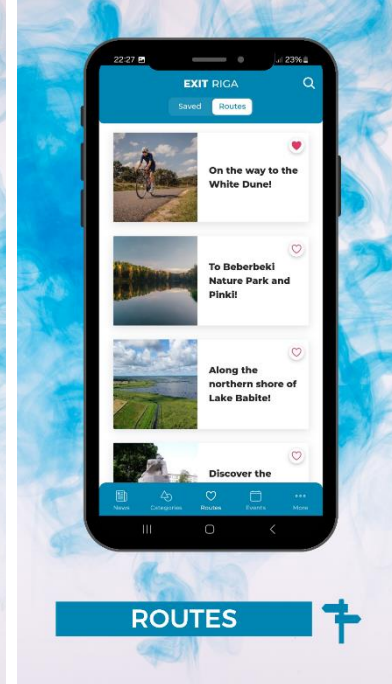 22:27
23%
EXIT RIGA
Saved Routes
On the way to the
White Dune!
To Beberbeki
Nature Park and
Pinki!
Along the
northern shore of
Lake Babite!
Discover the
News Categories Routes Events More
ROUTES